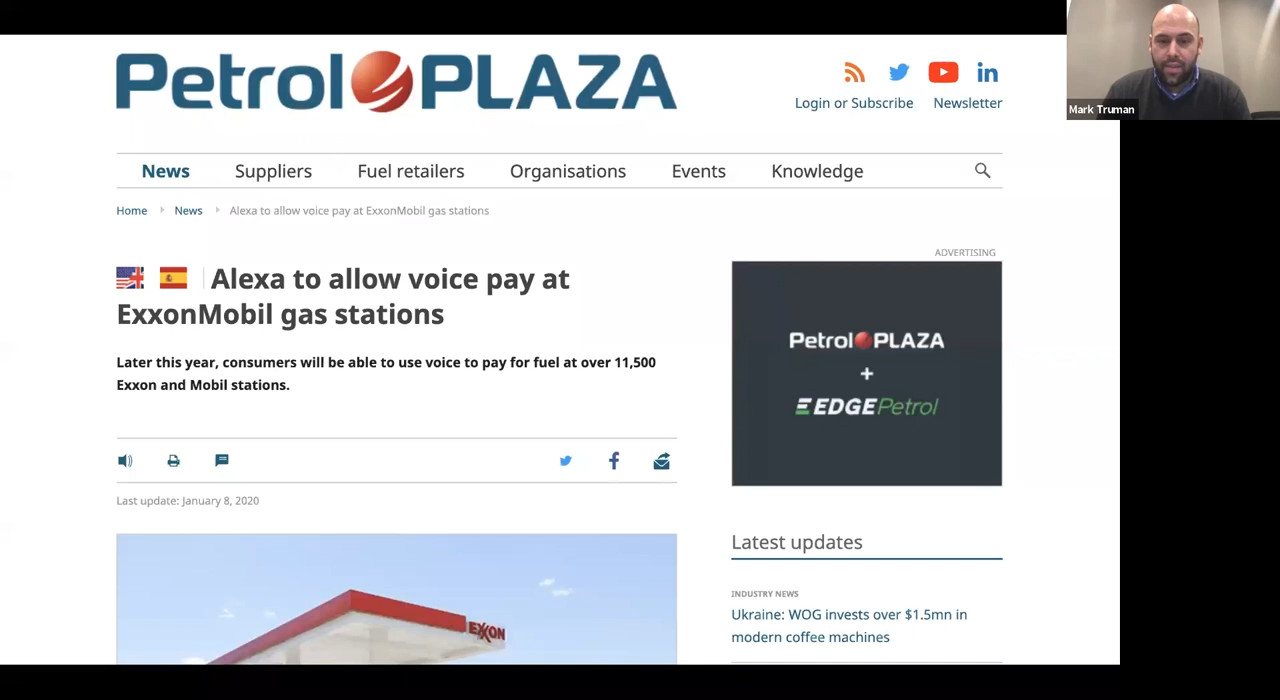 PetrolPLAZA
Login or Subscribe
Newsletter
Mark Truman
News
Suppliers
Fuel retailers
Organisations
Events
Knowledge
Home
News
Alexa to allow voice pay at ExxonMobil gas stations
Alexa to allow voice pay at
ExxonMobil gas stations
Later this year, consumers will be able to use voice to pay for fuel at over 11,500
Exxon and Mobil stations.
Last update: January 8, 2020
EXXON
ADVERTISING
PetrolPLAZA
+
EDGEPetrol
Latest updates
INDUSTRY NEWS
Ukraine: WOG invests over $1.5mn in
modern coffee machines